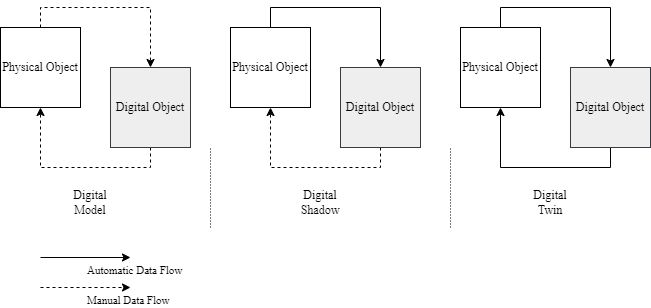 Physical Object
Digital Object
Physical Object
Digital Object
Physical Object
Digital Object
Digital
Model
Digital
Shadow
Digital
Twin
Automatic Data Flow
Manual Data Flow